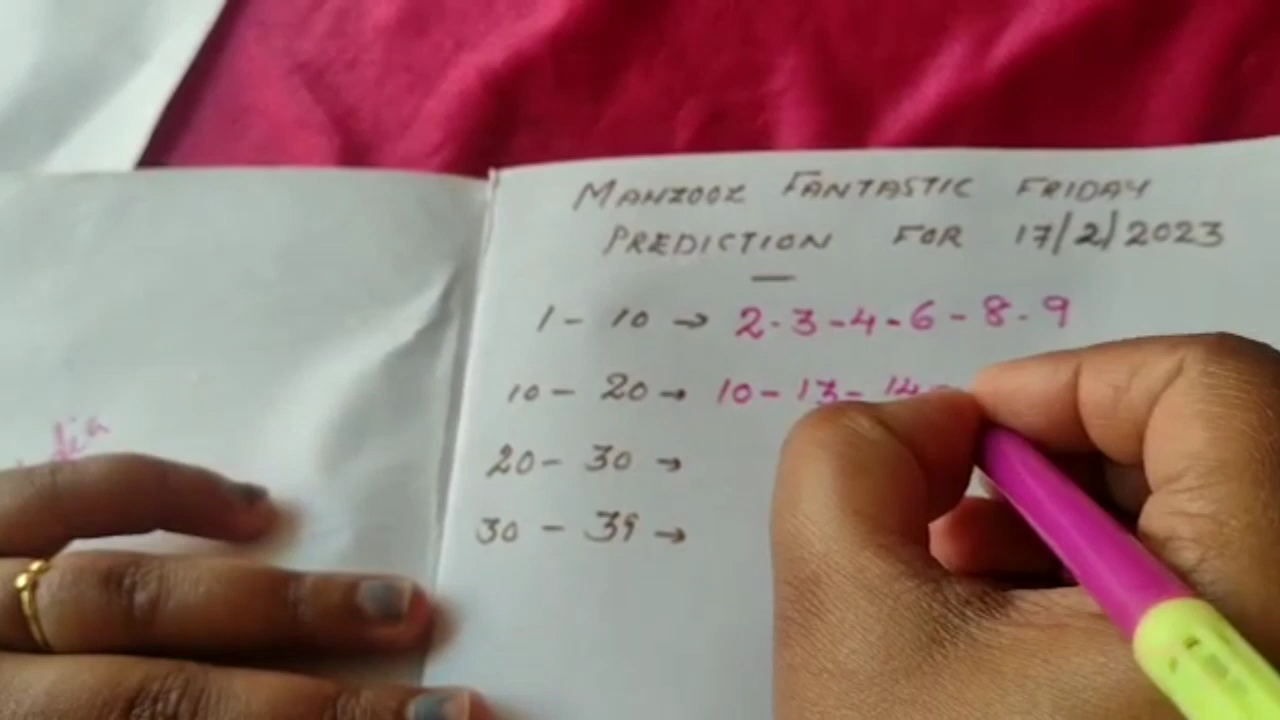 MANZOOR FANTASTIC FRIDAY
PREDICTION FOR 17/2/2023
1 - 10 → 2.3-4-6-8.9
10 - 20 → 10-13-14-
20 - 30 →
30 - 39 →